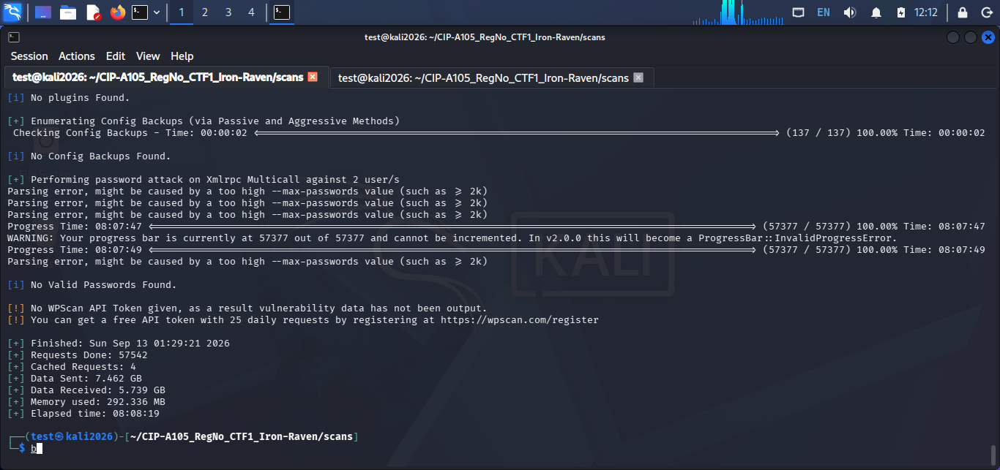 1 2 3 4 EN 12:12
test@kali2026: ~/CIP-A105_RegNo_CTF1_Iron-Raven/scans
Session Actions Edit View Help
test@kali2026: ~/CIP-A105_RegNo_CTF1_Iron-Raven/scans test@kali2026: ~/CIP-A105_RegNo_CTF1_Iron-Raven/scans
[i] No plugins Found.
[+] Enumerating Config Backups (via Passive and Aggressive Methods)
Checking Config Backups - Time: 00:00:02 <==============================> (137 / 137) 100.00% Time: 00:00:02
[i] No Config Backups Found.
[+] Performing password attack on Xmlrpc Multicall against 2 user/s
Parsing error, might be caused by a too high --max-passwords value (such as >= 2k)
Parsing error, might be caused by a too high --max-passwords value (such as >= 2k)
Parsing error, might be caused by a too high --max-passwords value (such as >= 2k)
Progress Time: 08:07:47 <==============================> (57377 / 57377) 100.00% Time: 08:07:47
WARNING: Your progress bar is currently at 57377 out of 57377 and cannot be incremented. In v2.0.0 this will become a ProgressBar::InvalidProgressError.
Progress Time: 08:07:49 <==============================> (57377 / 57377) 100.00% Time: 08:07:49
Parsing error, might be caused by a too high --max-passwords value (such as >= 2k)
KALI
[i] No Valid Passwords Found.
[!] No WPScan API Token given, as a result vulnerability data has not been output.
[!] You can get a free API token with 25 daily requests by registering at https://wpscan.com/register
[+] Finished: Sun Sep 13 01:29:21 2026
[+] Requests Done: 57542
[+] Cached Requests: 4
[+] Data Sent: 7.462 GB
[+] Data Received: 5.739 GB
[+] Memory used: 292.336 MB
[+] Elapsed time: 08:08:19
┌──(test㉿kali2026)-[~/CIP-A105_RegNo_CTF1_Iron-Raven/scans]
└─$ b